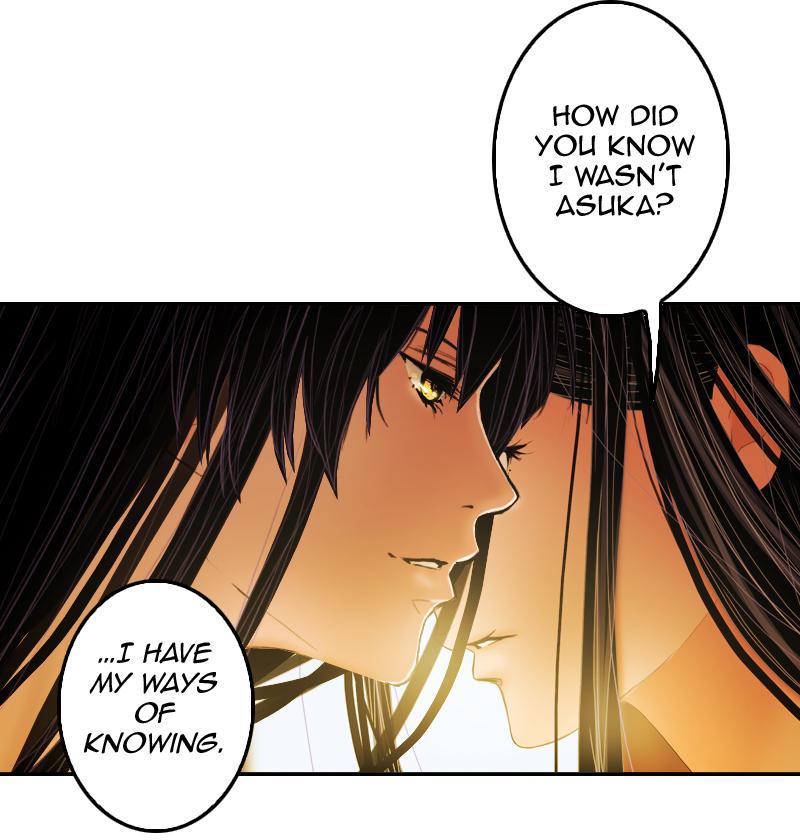 HOW DID
YOU KNOW
I WASN'T
ASUKA?
...I HAVE
MY WAYS
OF
KNOWING.